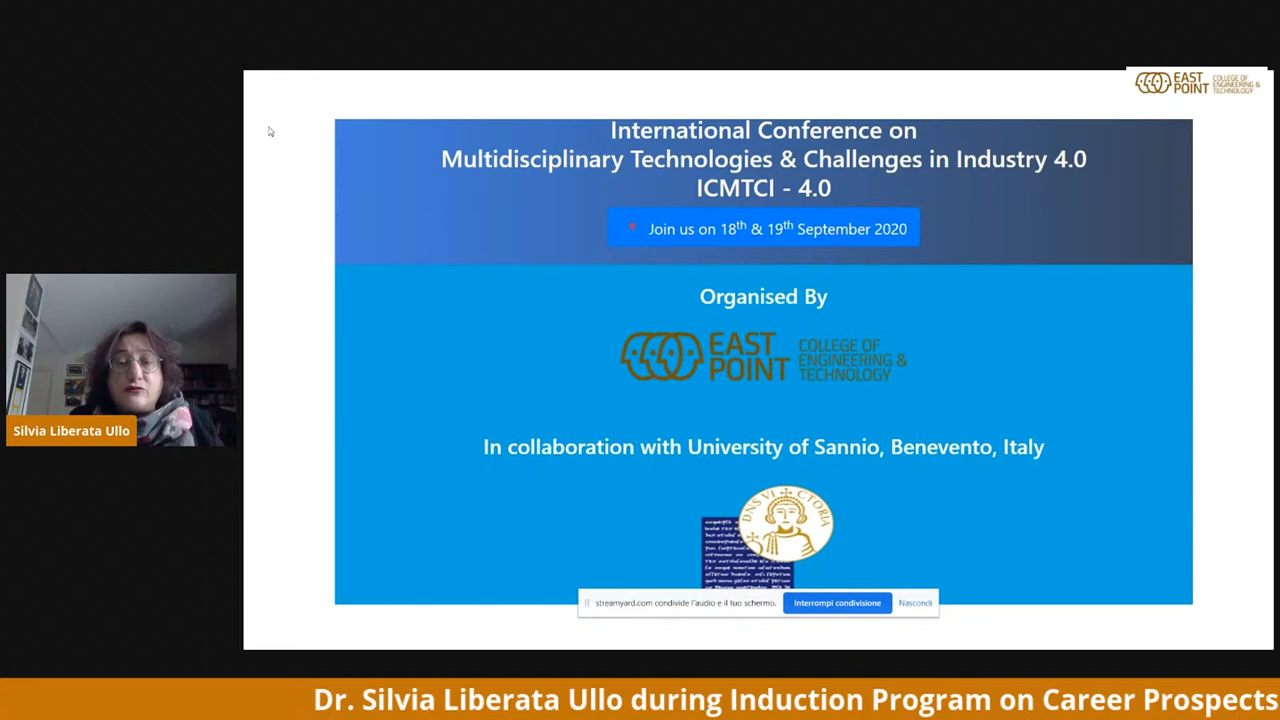 EAST
POINT
COLLEGE OF
ENGINEERING &
TECHNOLOGY
International Conference on
Multidisciplinary Technologies & Challenges in Industry 4.0
ICMTCI - 4.0
Join us on 18th & 19th September 2020
Organised By
EAST
POINT
COLLEGE OF
ENGINEERING &
TECHNOLOGY
In collaboration with University of Sannio, Benevento, Italy
DNS VICTORIA
streamyard.com condivide l'audio e il tuo schermo. Interrompi condivisione Nascondi
Silvia Liberata Ullo
Dr. Silvia Liberata Ullo during Induction Program on Career Prospects